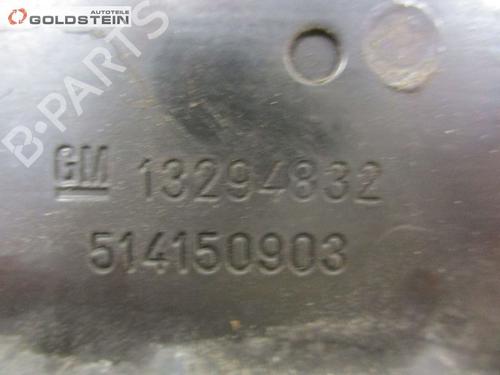 AUTOTEILE
GOLDSTEIN
B-PARTS
GM 13294832
514150903